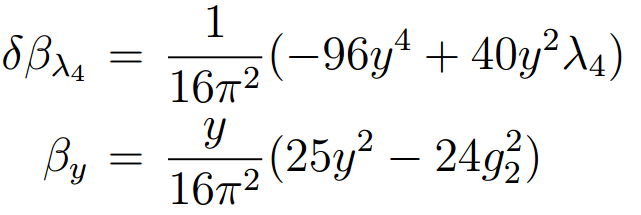 δβ_{λ_4} = \frac{1}{16π^2}(−96y^4 + 40y^2λ_4)
β_y = \frac{y}{16π^2}(25y^2 − 24g_2^2)